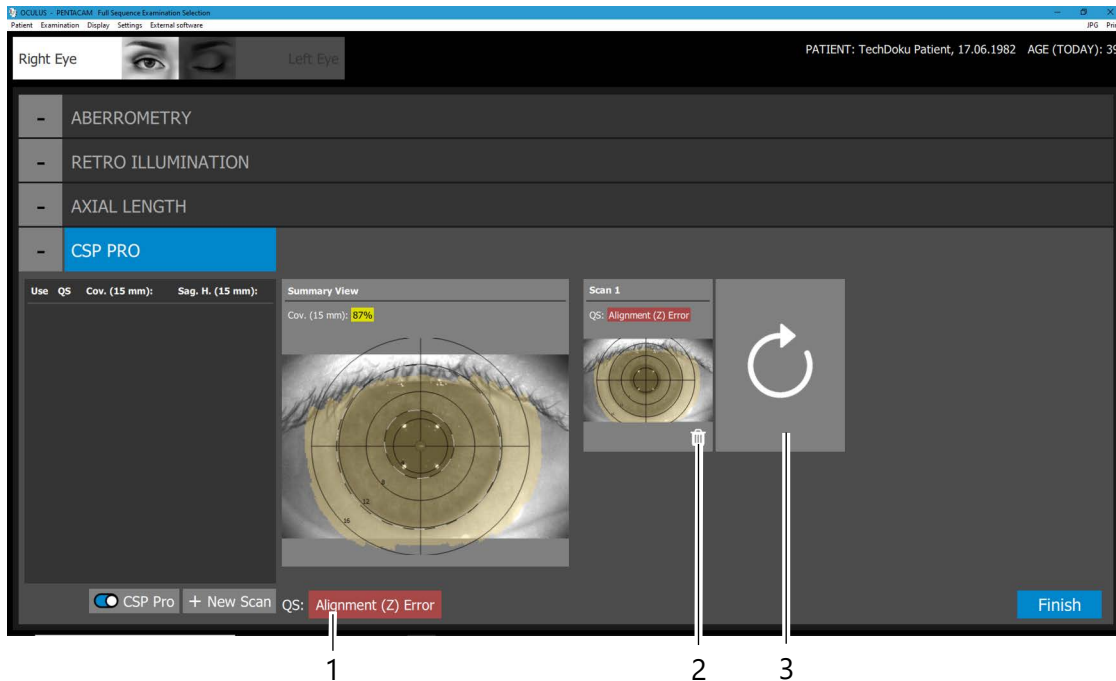 OCULUS - PENTACAM Full Sequence Examination Selection
Patient Examination Display Settings External software JPG Prin
Right Eye Left Eye PATIENT: TechDoku Patient, 17.06.1982 AGE (TODAY): 39
- ABERROMETRY
- RETRO ILLUMINATION
- AXIAL LENGTH
- CSP PRO
Use QS Cov. (15 mm): Sag. H. (15 mm):
Summary View
Cov. (15 mm): 87%
8
12
16
Scan 1
QS: Alignment (Z) Error
CSP Pro + New Scan QS: Alignment (Z) Error Finish
1 2 3